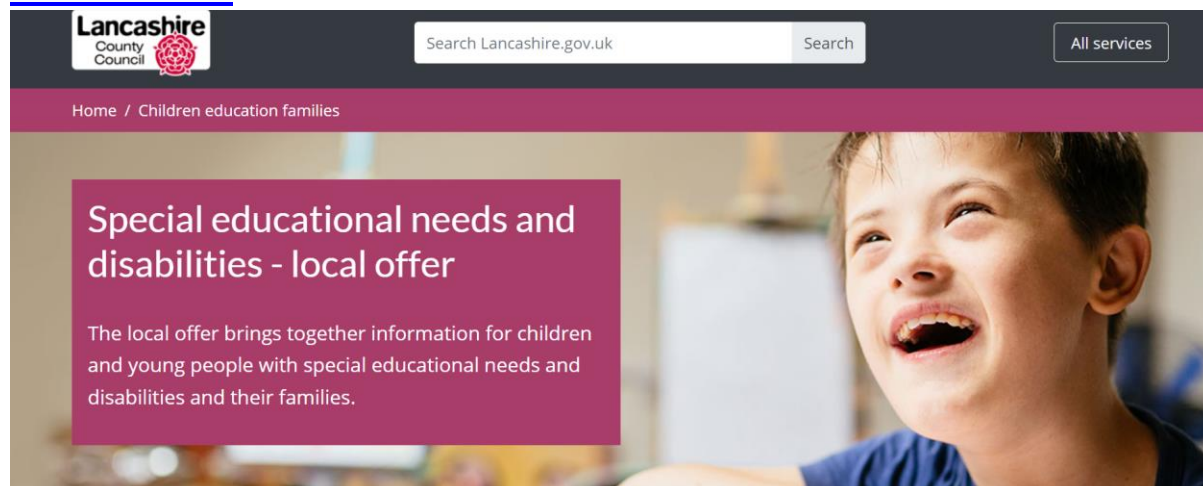 Lancashire
County
Council
Search Lancashire.gov.uk
Search
All services
Home / Children education families
Special educational needs and
disabilities - local offer
The local offer brings together information for children
and young people with special educational needs and
disabilities and their families.